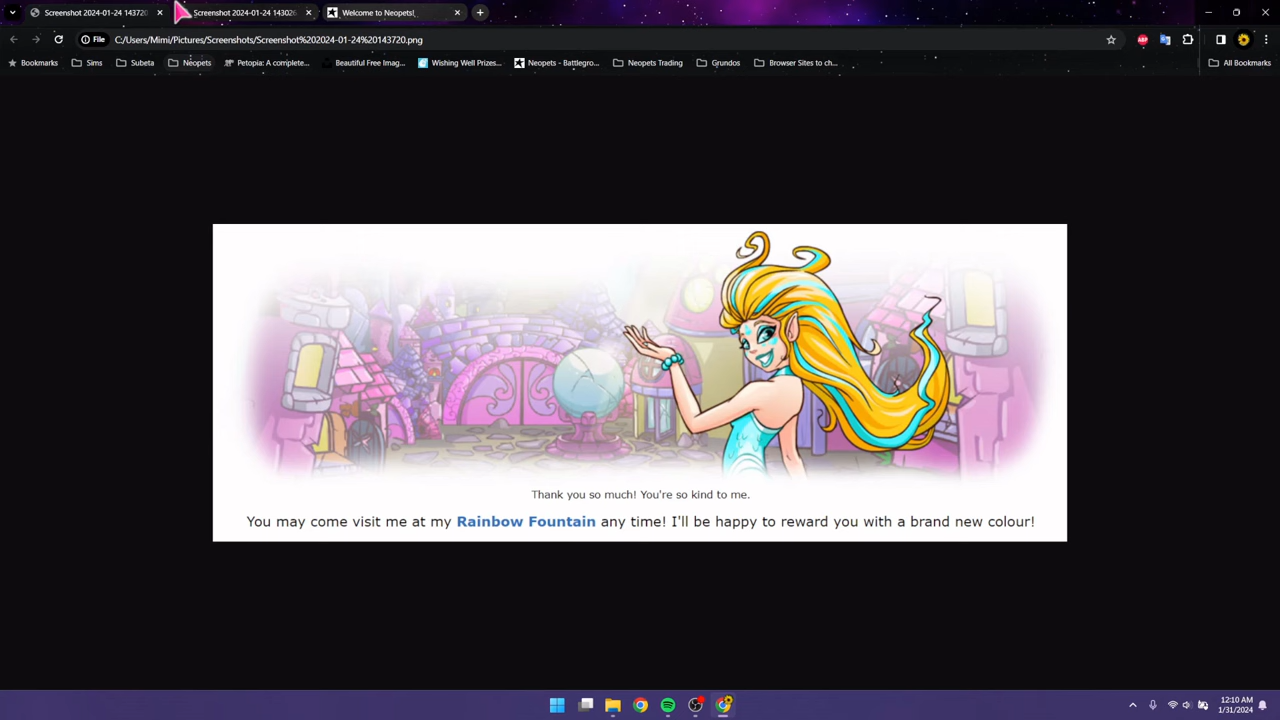 Screenshot 2024-01-24 143720
Screenshot 2024-01-24 143026
Welcome to Neopets!
File
C:/Users/Mimi/Pictures/Screenshots/Screenshot%202024-01-24%20143720.png
Bookmarks
Sims
Subeta
Neopets
Petopia: A complete...
Beautiful Free Imag...
Wishing Well Prizes...
Neopets - Battlegro...
Neopets Trading
Grundos
Browser Sites to ch...
All Bookmarks
Thank you so much! You're so kind to me.
You may come visit me at my Rainbow Fountain any time! I'll be happy to reward you with a brand new colour!
12:10 AM
1/31/2024